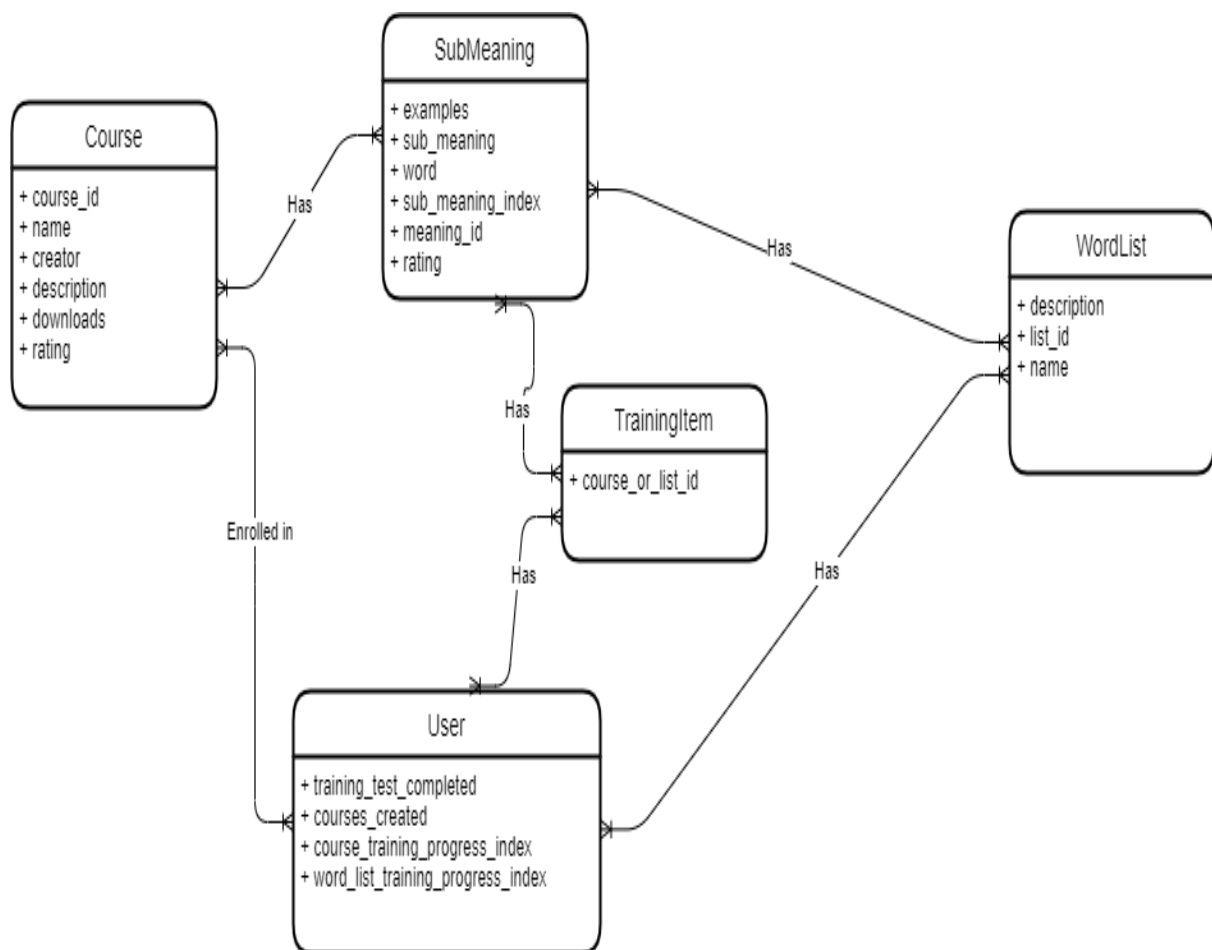 SubMeaning
+ examples
+ sub_meaning
+ word
+ sub_meaning_index
+ meaning_id
+ rating
Course
+ course_id
+ name
+ creator
+ description
+ downloads
+ rating
Has
Has
WordList
+ description
+ list_id
+ name
Has
TrainingItem
+ course_or_list_id
Enrolled in
Has
Has
User
+ training_test_completed
+ courses_created
+ course_training_progress_index
+ word_list_training_progress_index